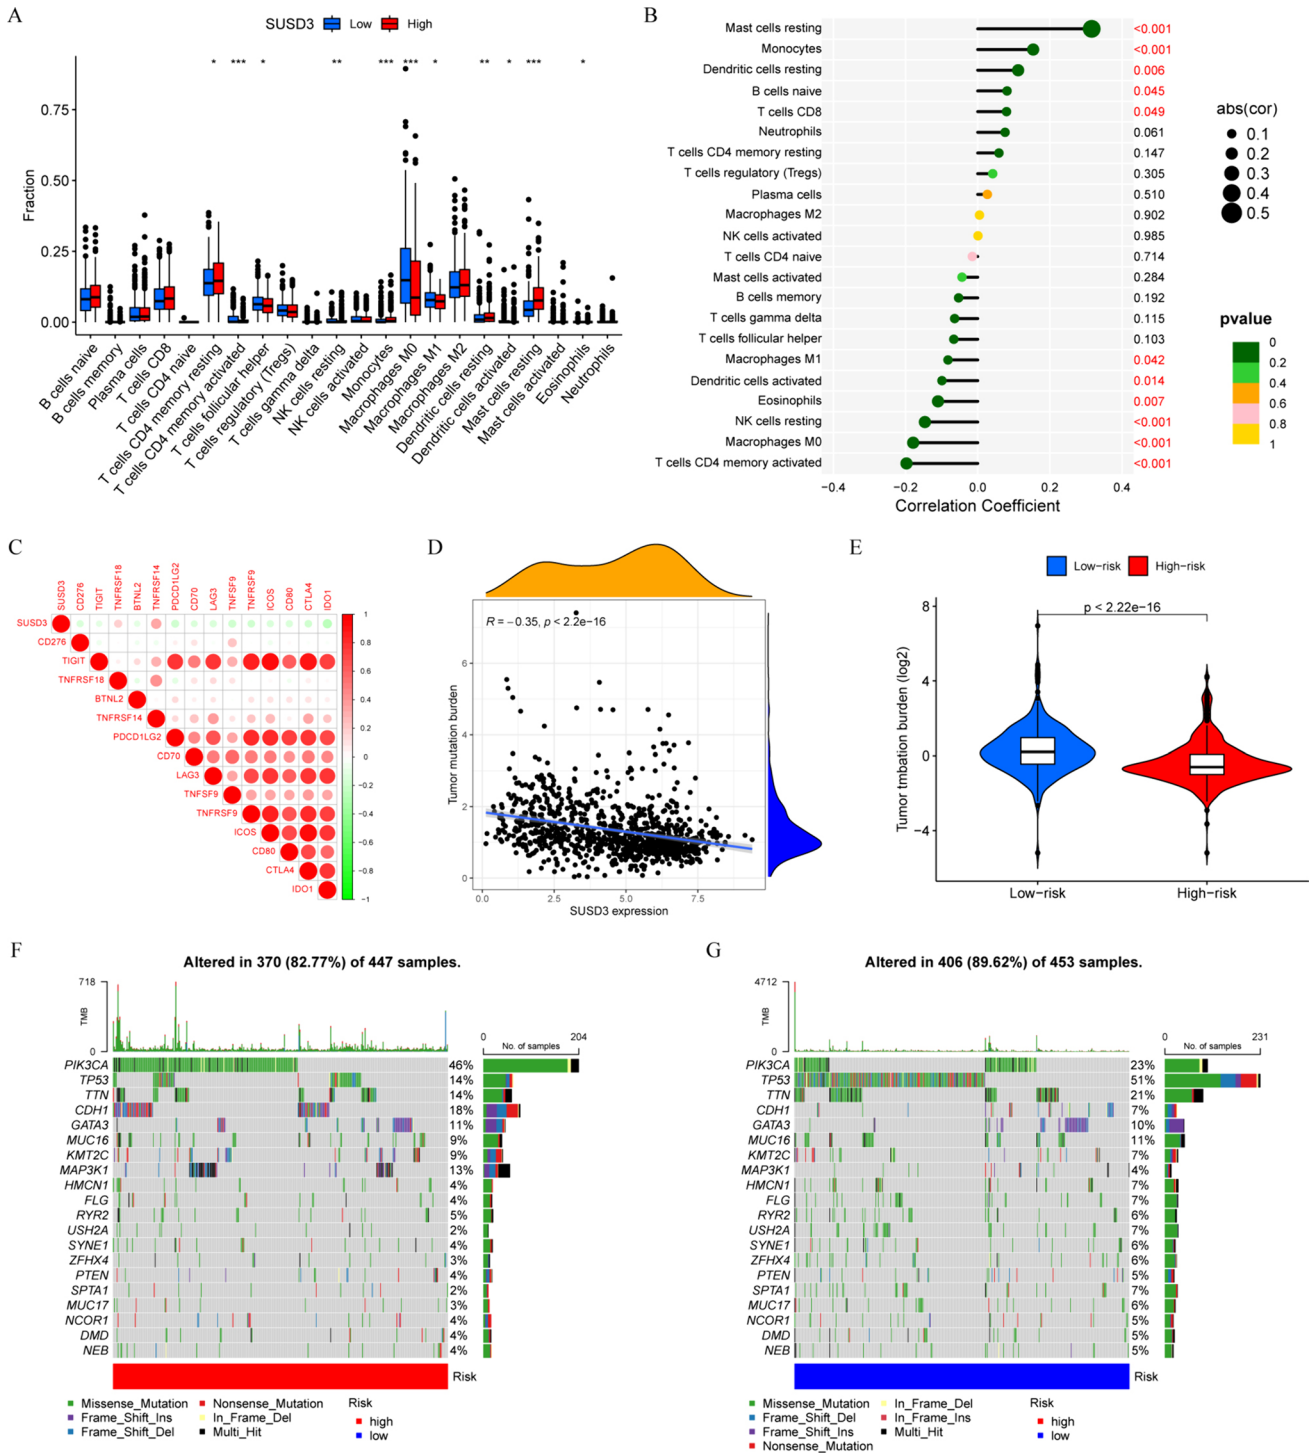 A
SUSD3 Low High
* *** * ** *** *** * ** * *** *
Fraction
0.75
0.50
0.25
0.00
B cells naive
B cells memory
Plasma cells
T cells CD8
T cells CD4 naive
T cells CD4 memory resting
T cells CD4 memory activated
T cells follicular helper
T cells regulatory (Tregs)
T cells gamma delta
NK cells resting
NK cells activated
Monocytes
Macrophages M0
Macrophages M1
Macrophages M2
Dendritic cells resting
Dendritic cells activated
Mast cells resting
Mast cells activated
Eosinophils
Neutrophils
B
Mast cells resting <0.001
Monocytes <0.001
Dendritic cells resting 0.006
B cells naive 0.045
T cells CD8 0.049
Neutrophils 0.061
T cells CD4 memory resting 0.147
T cells regulatory (Tregs) 0.305
Plasma cells 0.510
Macrophages M2 0.902
NK cells activated 0.985
T cells CD4 naive 0.714
Mast cells activated 0.284
B cells memory 0.192
T cells gamma delta 0.115
T cells follicular helper 0.103
Macrophages M1 0.042
Dendritic cells activated 0.014
Eosinophils 0.007
NK cells resting <0.001
Macrophages M0 <0.001
T cells CD4 memory activated <0.001
−0.4 −0.2 0.0 0.2 0.4
Correlation Coefficient
abs(cor)
0.1
0.2
0.3
0.4
0.5
pvalue
0
0.2
0.4
0.6
0.8
1
C
SUSD3 CD276 TIGIT TNFRSF18 BTNL2 TNFRSF14 PDCD1LG2 CD70 LAG3 TNFSF9 TNFRSF9 ICOS CD80 CTLA4 IDO1
SUSD3
CD276
TIGIT
TNFRSF18
BTNL2
TNFRSF14
PDCD1LG2
CD70
LAG3
TNFSF9
TNFRSF9
ICOS
CD80
CTLA4
IDO1
1
0.8
0.6
0.4
0.2
0
−0.2
−0.4
−0.6
−0.8
−1
D
R = −0.35, p < 2.2e−16
Tumor mutation burden
6
4
2
0
0.0 2.5 5.0 7.5
SUSD3 expression
E
Low−risk High−risk
p < 2.22e−16
Tumor tmbation burden (log2)
8
4
0
−4
Low−risk High−risk
F
Altered in 370 (82.77%) of 447 samples.
718
TMB
0
0 204
No. of samples
PIK3CA 46%
TP53 14%
TTN 14%
CDH1 18%
GATA3 11%
MUC16 9%
KMT2C 9%
MAP3K1 13%
HMCN1 4%
FLG 4%
RYR2 5%
USH2A 2%
SYNE1 4%
ZFHX4 3%
PTEN 4%
SPTA1 2%
MUC17 3%
NCOR1 4%
DMD 4%
NEB 4%
Risk
Missense_Mutation Nonsense_Mutation Risk
Frame_Shift_Ins In_Frame_Del high
Frame_Shift_Del Multi_Hit low
G
Altered in 406 (89.62%) of 453 samples.
4712
TMB
0
0 231
No. of samples
PIK3CA 23%
TP53 51%
TTN 21%
CDH1 7%
GATA3 10%
MUC16 11%
KMT2C 7%
MAP3K1 4%
HMCN1 7%
FLG 7%
RYR2 6%
USH2A 7%
SYNE1 6%
ZFHX4 6%
PTEN 5%
SPTA1 7%
MUC17 6%
NCOR1 5%
DMD 5%
NEB 5%
Risk
Missense_Mutation In_Frame_Del Risk
Frame_Shift_Del In_Frame_Ins high
Frame_Shift_Ins Multi_Hit low
Nonsense_Mutation